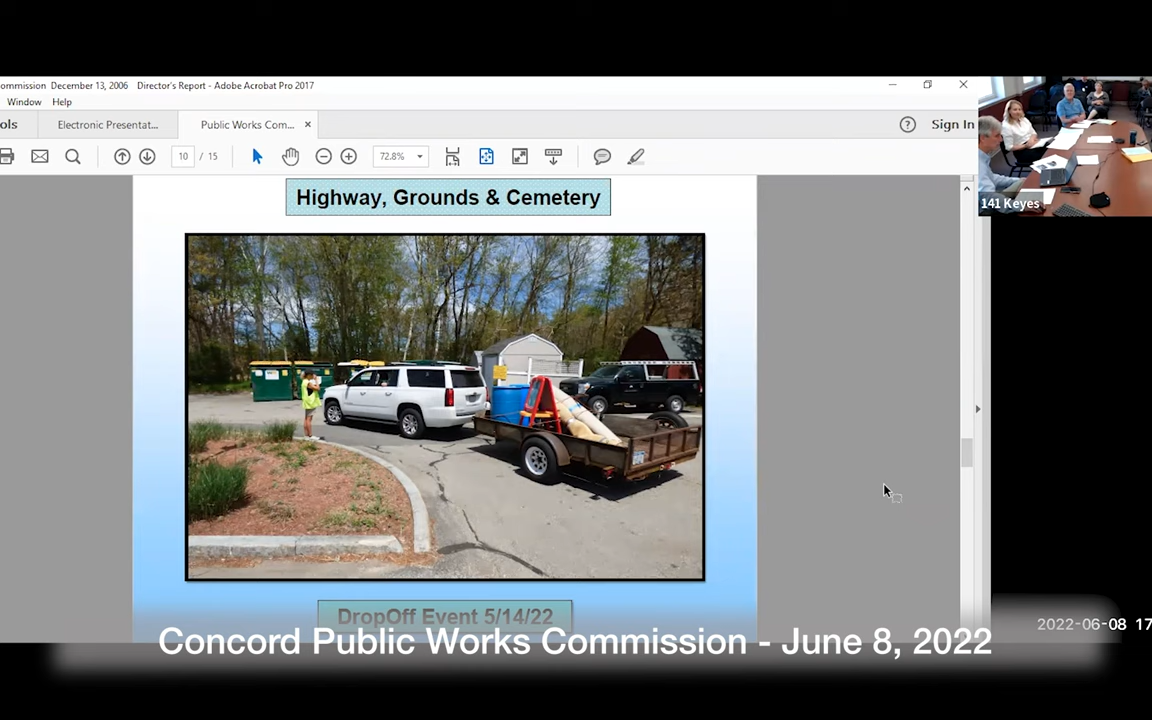 ommission December 13, 2006 Director's Report - Adobe Acrobat Pro 2017
Window Help
ols
Electronic Presentat...
Public Works Com...
Sign In
10 / 15
72.8%
141 Keyes
Highway, Grounds & Cemetery
DropOff Event 5/14/22
Concord Public Works Commission - June 8, 2022
2022-06-08 17